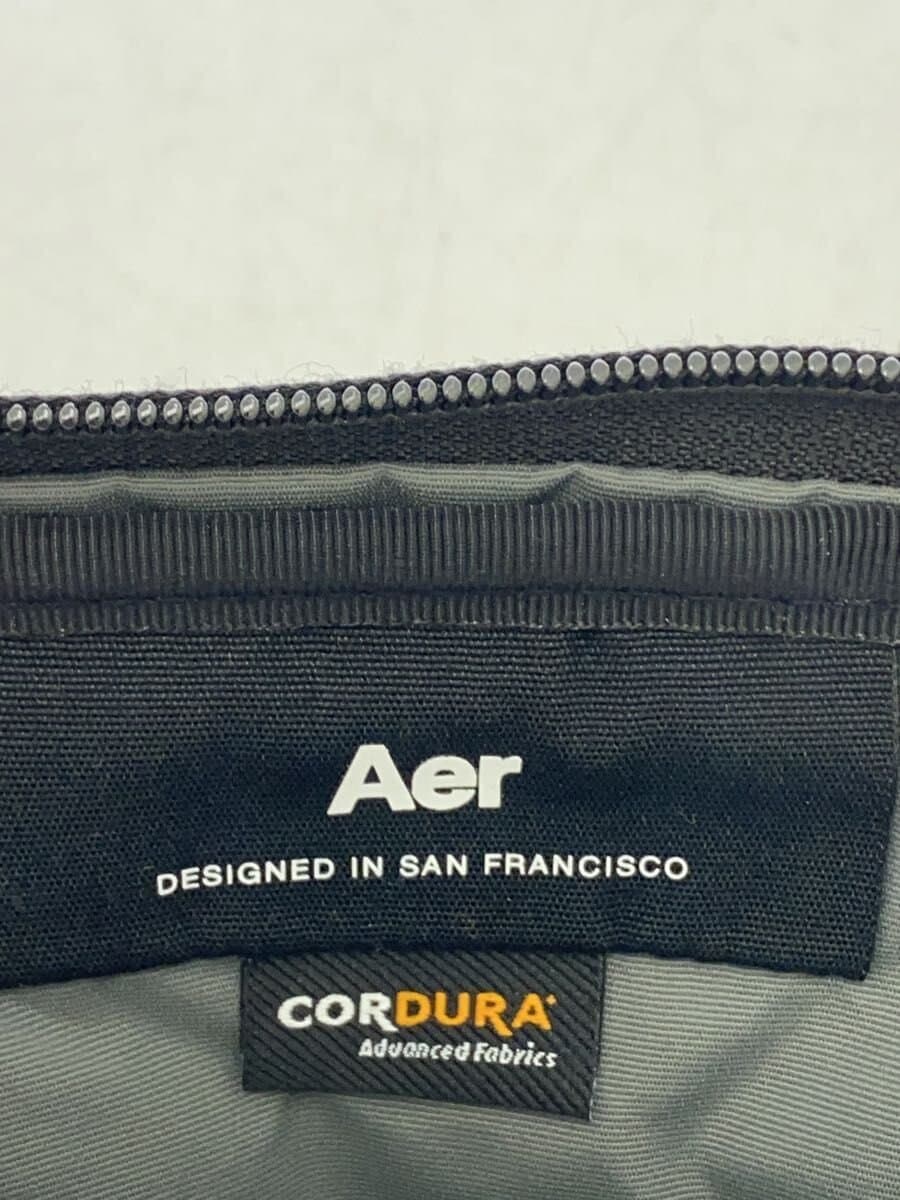 Aer
DESIGNED IN SAN FRANCISCO
CORDURA
Advanced Fabrics